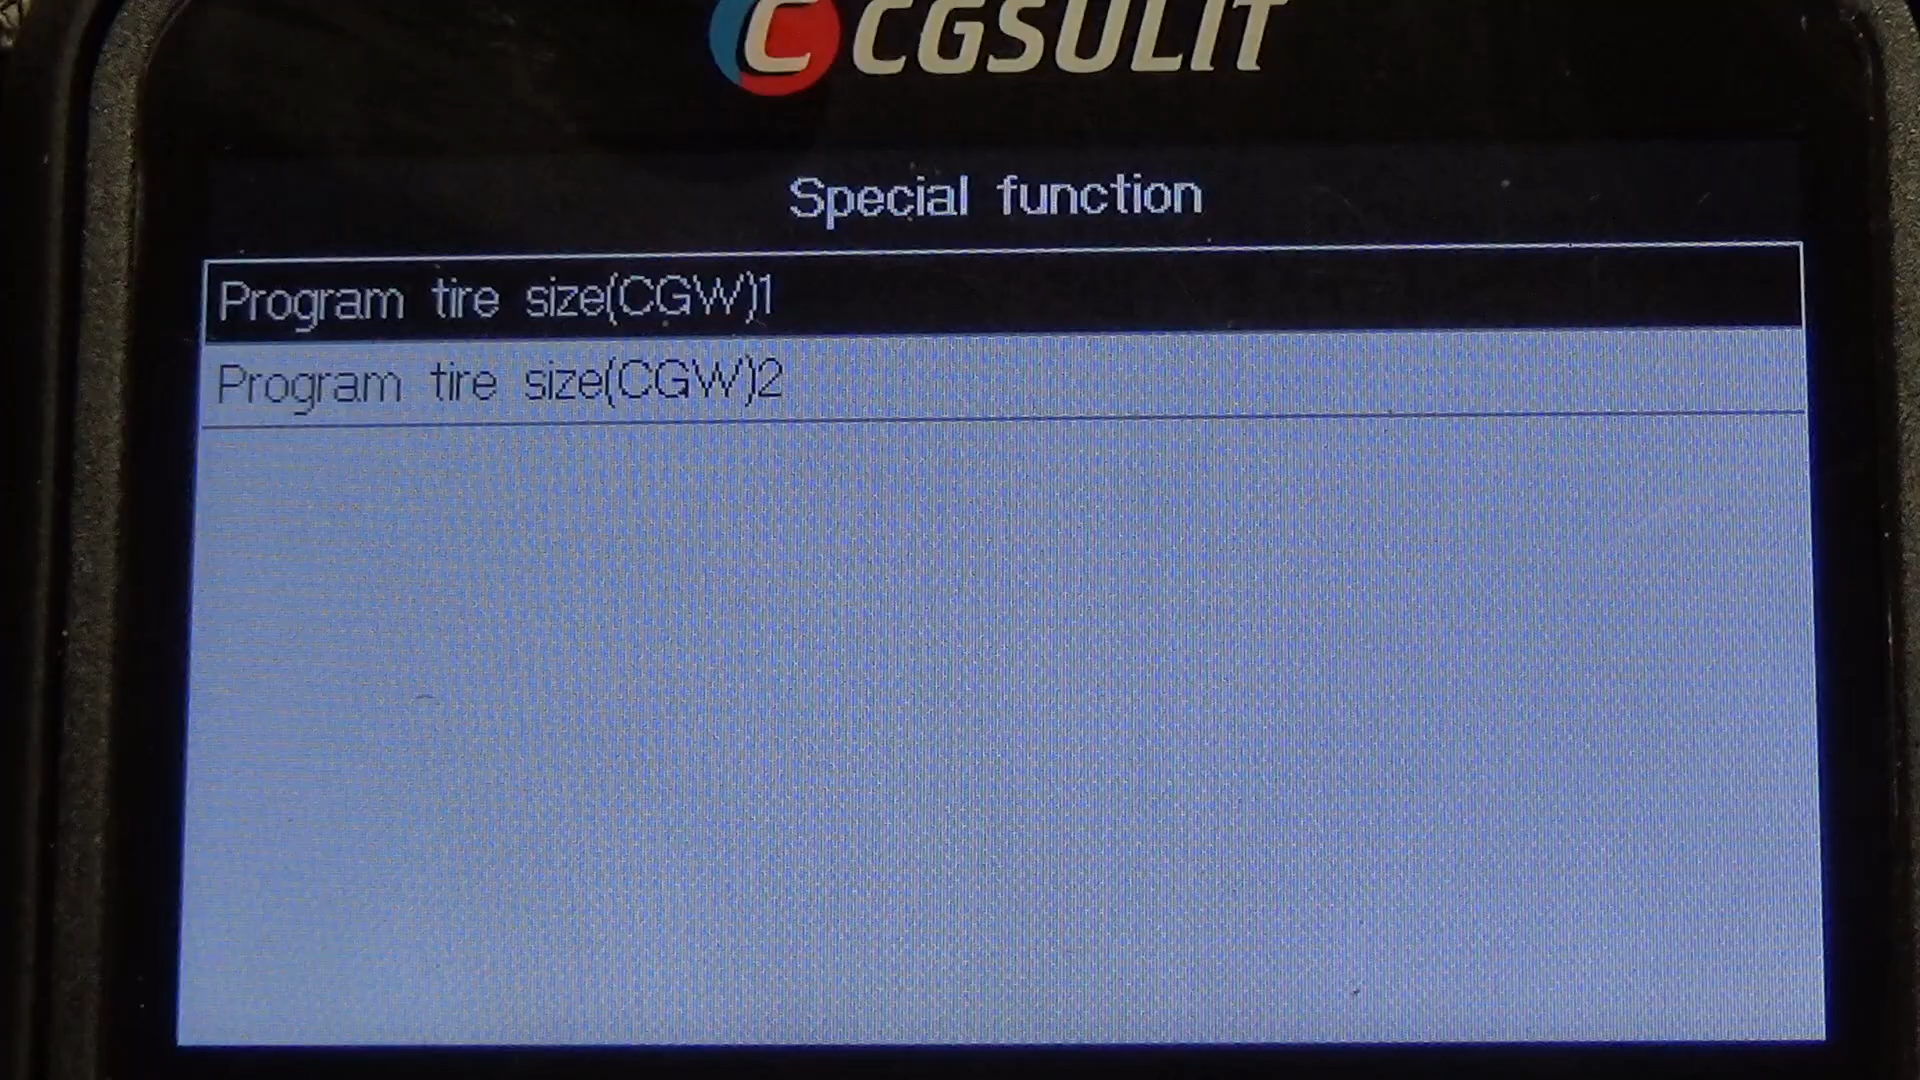 C CGSULIT
Special function
Program tire size(CGW)1
Program tire size(CGW)2